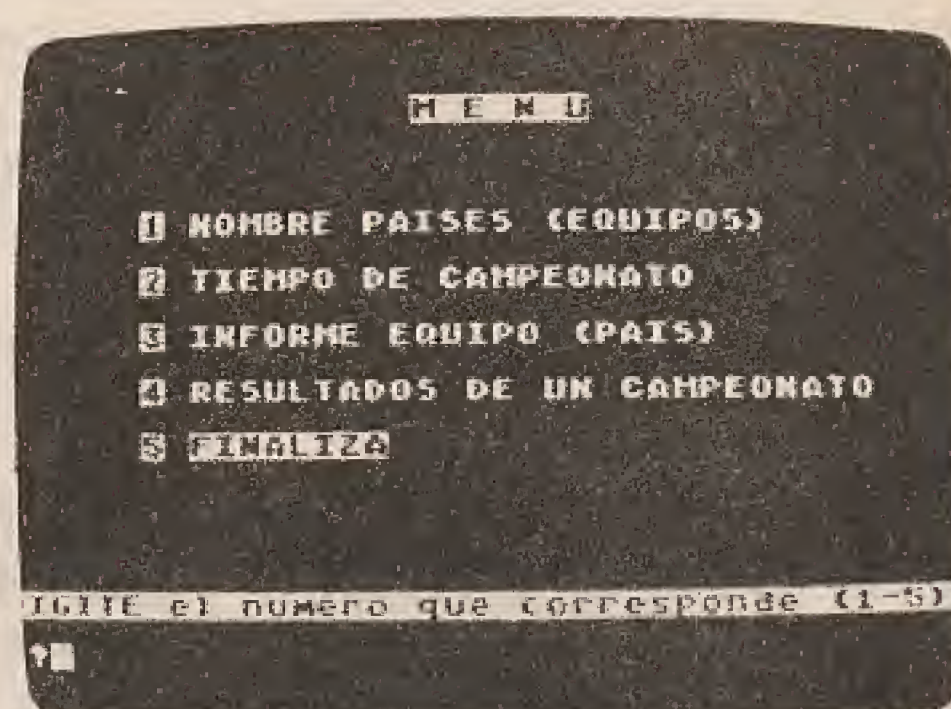 M E N U
1 NOMBRE PAISES (EQUIPOS)
2 TIEMPO DE CAMPEONATO
3 INFORME EQUIPO (PAIS)
4 RESULTADOS DE UN CAMPEONATO
5 FINALIZA
IGITE el numero que corresponde (1-5)
?